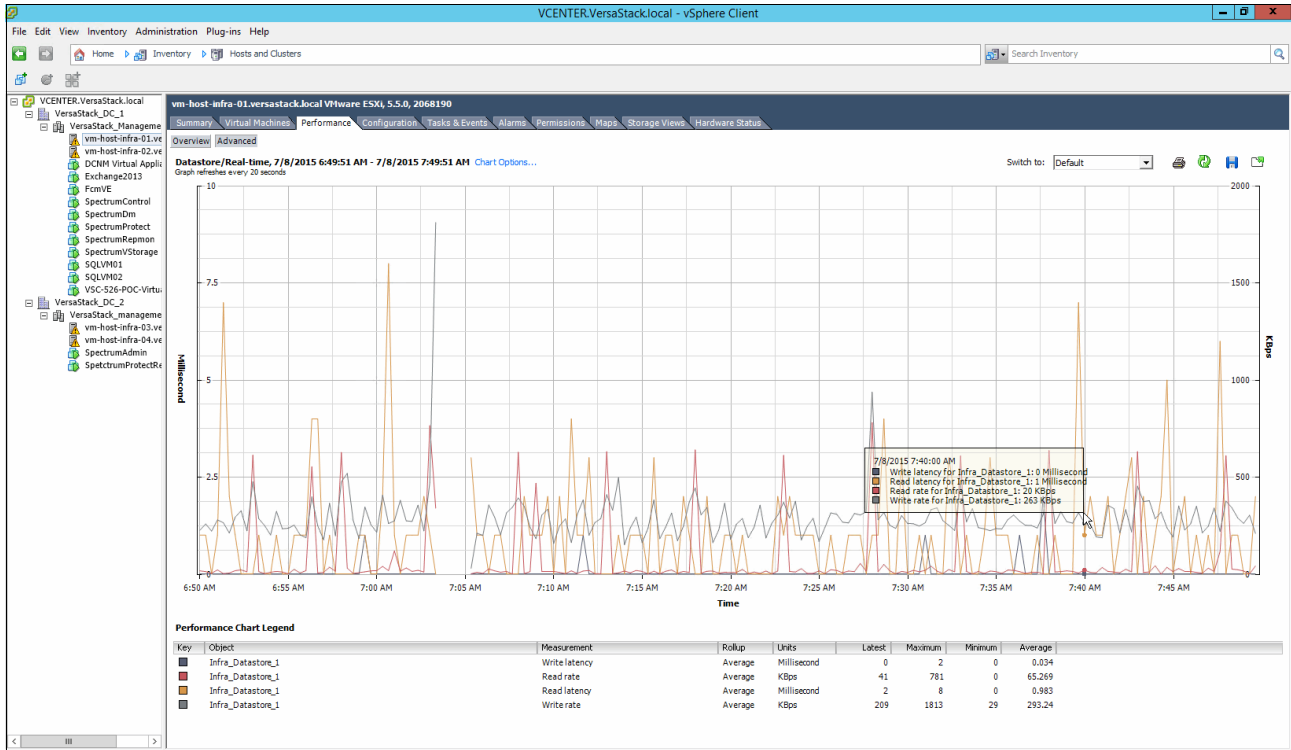 VCENTER.VersaStack.local - vSphere Client
File Edit View Inventory Administration Plug-ins Help
Home Inventory Hosts and Clusters
Search Inventory
VCENTER.VersaStack.local
VersaStack_DC_1
VersaStack_Manageme
vm-host-infra-01.ve
vm-host-infra-02.ve
DCNM Virtual Applia
Exchange2013
FcmVE
SpectrumControl
SpectrumDm
SpectrumProtect
SpectrumRepmon
SpectrumVStorage
SQLVM01
SQLVM02
VSC-526-POC-Virtu
VersaStack_DC_2
VersaStack_manageme
vm-host-infra-03.ve
vm-host-infra-04.ve
SpectrumAdmin
SpetctrumProtectRe
vm-host-infra-01.versastack.local VMware ESXi, 5.5.0, 2068190
Summary Virtual Machines Performance Configuration Tasks & Events Alarms Permissions Maps Storage Views Hardware Status
Overview Advanced
Datastore/Real-time, 7/8/2015 6:49:51 AM - 7/8/2015 7:49:51 AM Chart Options...
Switch to: Default
Graph refreshes every 20 seconds
10 2000
7.5 1500
5 1000
2.5 500
0 0
Millisecond
KBps
7/8/2015 7:40:00 AM
Write latency for Infra_Datastore_1: 0 Millisecond
Read latency for Infra_Datastore_1: 1 Millisecond
Read rate for Infra_Datastore_1: 20 KBps
Write rate for Infra_Datastore_1: 263 KBps
6:50 AM 6:55 AM 7:00 AM 7:05 AM 7:10 AM 7:15 AM 7:20 AM 7:25 AM 7:30 AM 7:35 AM 7:40 AM 7:45 AM
Time
Performance Chart Legend
Key Object Measurement Rollup Units Latest Maximum Minimum Average
Infra_Datastore_1 Write latency Average Millisecond 0 2 0 0.034
Infra_Datastore_1 Read rate Average KBps 41 781 0 65.269
Infra_Datastore_1 Read latency Average Millisecond 2 8 0 0.983
Infra_Datastore_1 Write rate Average KBps 209 1813 29 293.24